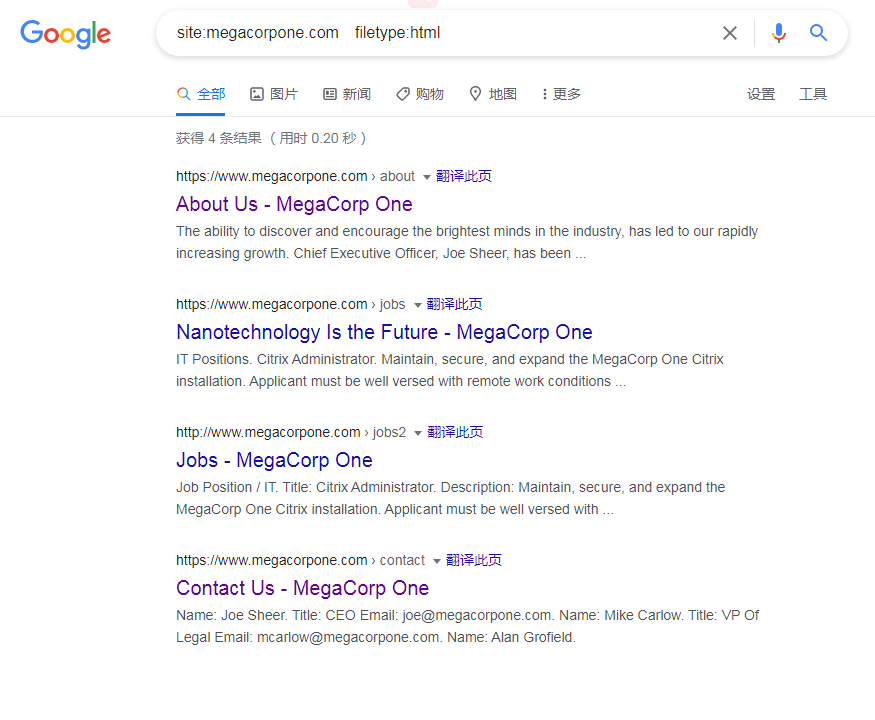 Google
site:megacorpone.com filetype:html
全部 图片 新闻 购物 地图 更多 设置 工具
获得 4 条结果 （用时 0.20 秒）
https://www.megacorpone.com › about 翻译此页
About Us - MegaCorp One
The ability to discover and encourage the brightest minds in the industry, has led to our rapidly
increasing growth. Chief Executive Officer, Joe Sheer, has been ...
https://www.megacorpone.com › jobs 翻译此页
Nanotechnology Is the Future - MegaCorp One
IT Positions. Citrix Administrator. Maintain, secure, and expand the MegaCorp One Citrix
installation. Applicant must be well versed with remote work conditions ...
http://www.megacorpone.com › jobs2 翻译此页
Jobs - MegaCorp One
Job Position / IT. Title: Citrix Administrator. Description: Maintain, secure, and expand the
MegaCorp One Citrix installation. Applicant must be well versed with ...
https://www.megacorpone.com › contact 翻译此页
Contact Us - MegaCorp One
Name: Joe Sheer. Title: CEO Email: joe@megacorpone.com. Name: Mike Carlow. Title: VP Of
Legal Email: mcarlow@megacorpone.com. Name: Alan Grofield.